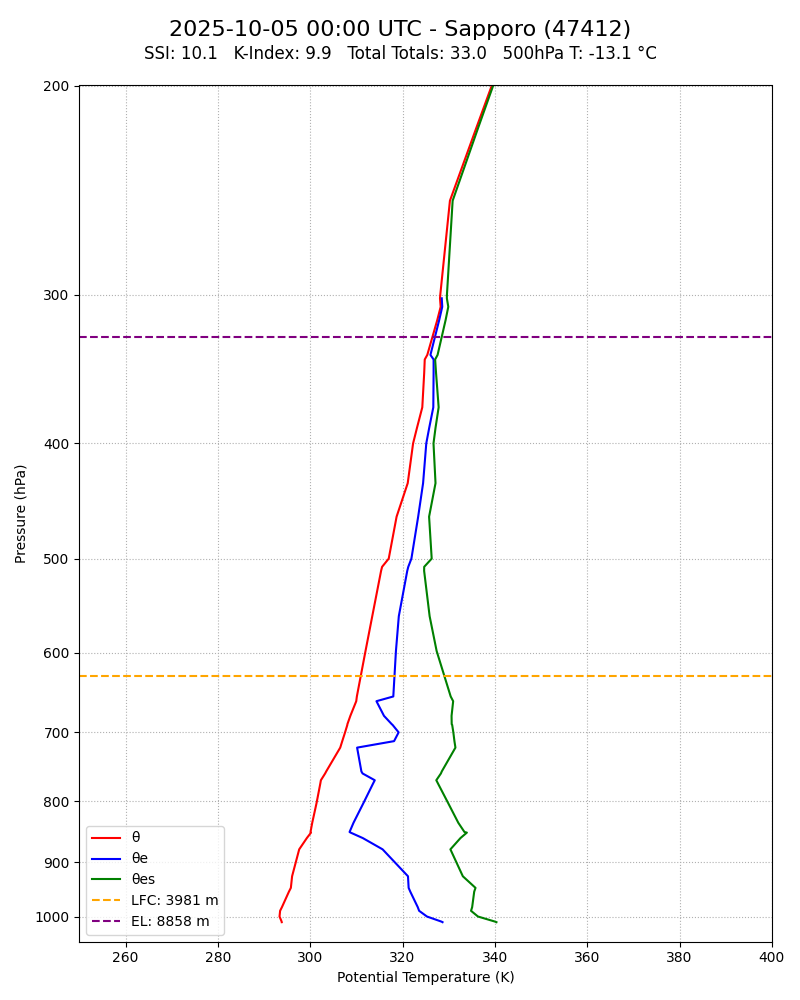 2025-10-05 00:00 UTC - Sapporo (47412)
SSI: 10.1 K-Index: 9.9 Total Totals: 33.0 500hPa T: -13.1 °C
200
300
400
500
600
700
800
900
1000
Pressure (hPa)
θ
θe
θes
LFC: 3981 m
EL: 8858 m
260 280 300 320 340 360 380 400
Potential Temperature (K)